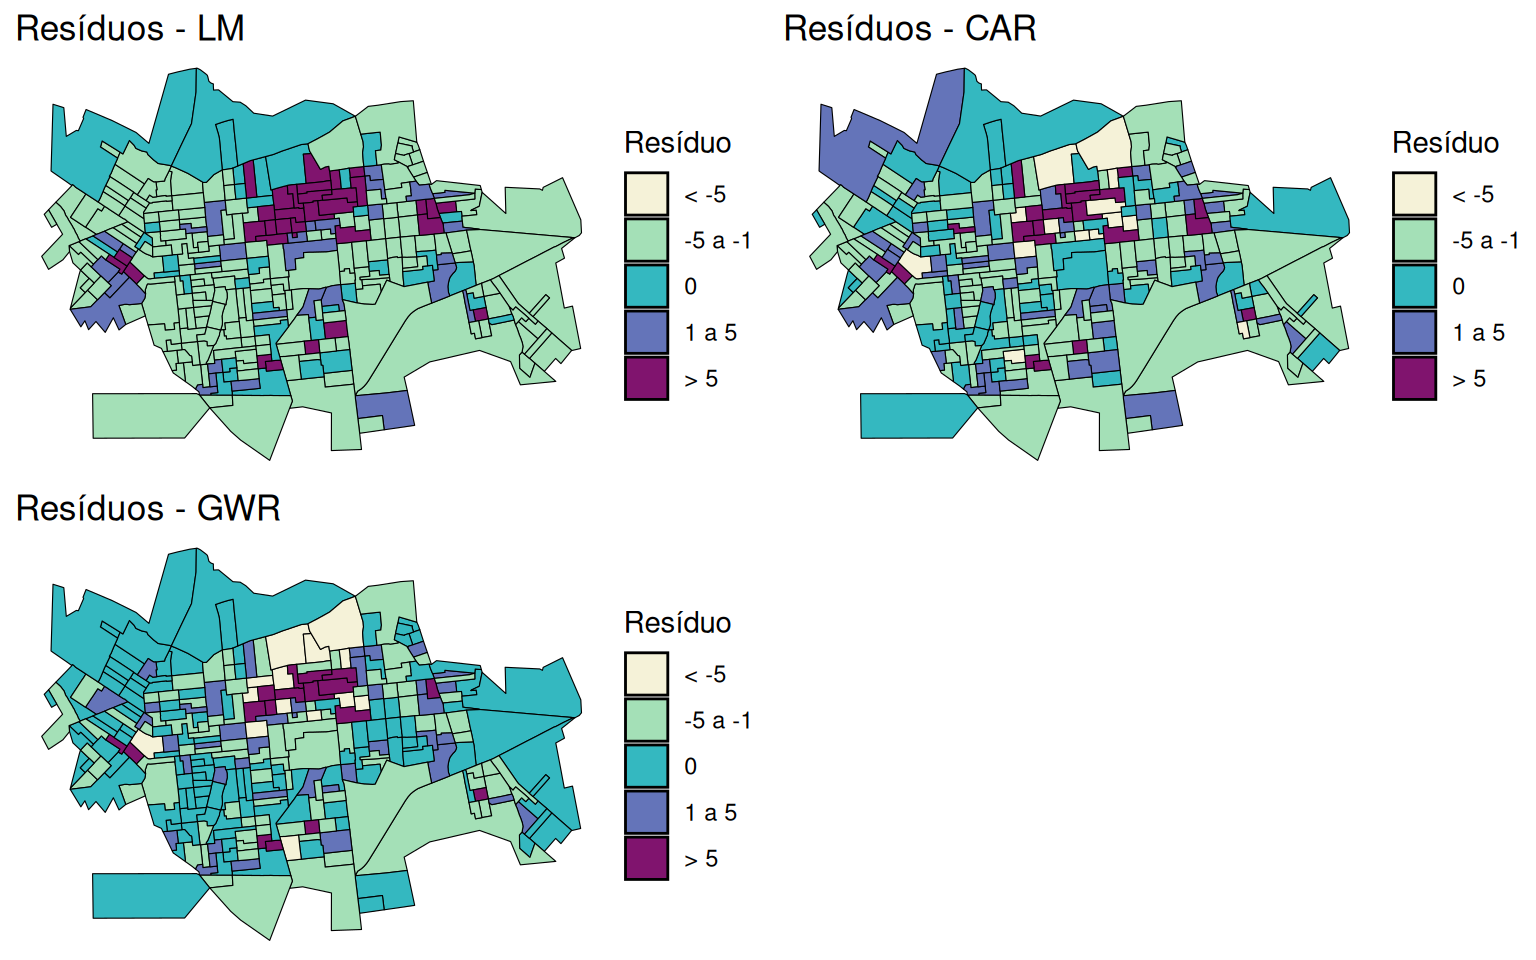 Resíduos - LM
Resíduo
< -5
-5 a -1
0
1 a 5
> 5
Resíduos - CAR
Resíduo
< -5
-5 a -1
0
1 a 5
> 5
Resíduos - GWR
Resíduo
< -5
-5 a -1
0
1 a 5
> 5